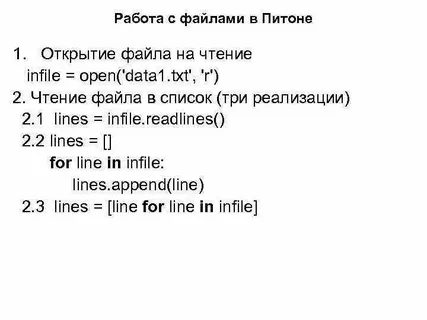 Работа с файлами в Питоне
1. Открытие файла на чтение
infile = open('data1.txt', 'r')
2. Чтение файла в список (три реализации)
2.1 lines = infile.readlines()
2.2 lines = []
for line in infile:
lines.append(line)
2.3 lines = [line for line in infile]